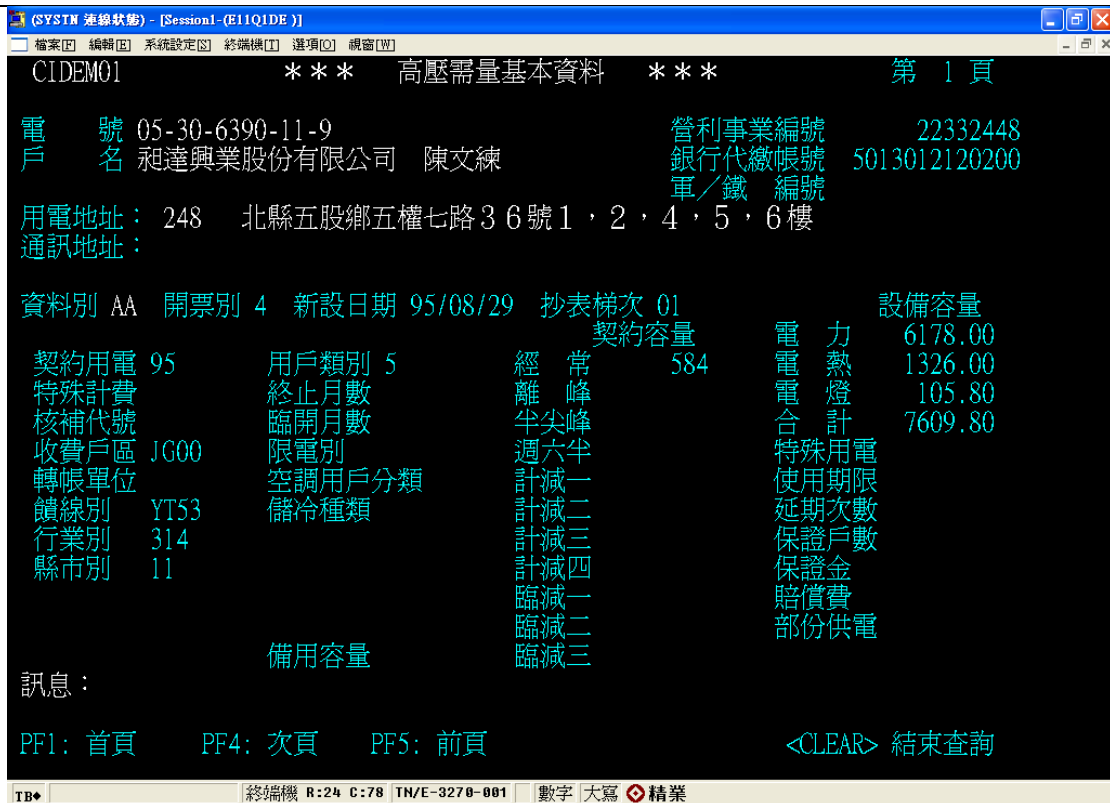 (SYSTN 連線狀態) - [Session1-(E11Q1DE )]
檔案[F] 編輯[E] 系統設定[S] 終端機[T] 選項[O] 視窗[W]
CIDEM01 *** 高壓需量基本資料 *** 第 1 頁
電 號 05-30-6390-11-9 營利事業編號 22332448
戶 名 昶達興業股份有限公司 陳文練 銀行代繳帳號 5013012120200
軍／鐵 編號
用電地址： 248 北縣五股鄉五權七路３６號１，２，４，５，６樓
通訊地址：
資料別 AA 開票別 4 新設日期 95/08/29 抄表梯次 01 設備容量
契約容量 電 力 6178.00
契約用電 95 用戶類別 5 經 常 584 電 熱 1326.00
特殊計費 終止月數 離 峰 電 燈 105.80
核補代號 臨開月數 半尖峰 合 計 7609.80
收費戶區 JG00 限電別 週六半 特殊用電
轉帳單位 空調用戶分類 計減一 使用期限
饋線別 YT53 儲冷種類 計減二 延期次數
行業別 314 計減三 保證戶數
縣市別 11 計減四 保證金
臨減一 賠償費
臨減二 部份供電
備用容量 臨減三
訊息：
PF1: 首頁 PF4: 次頁 PF5: 前頁 <CLEAR> 結束查詢
TB◆ 終端機 R:24 C:78 TN/E-3270-001 數字 大寫 精業